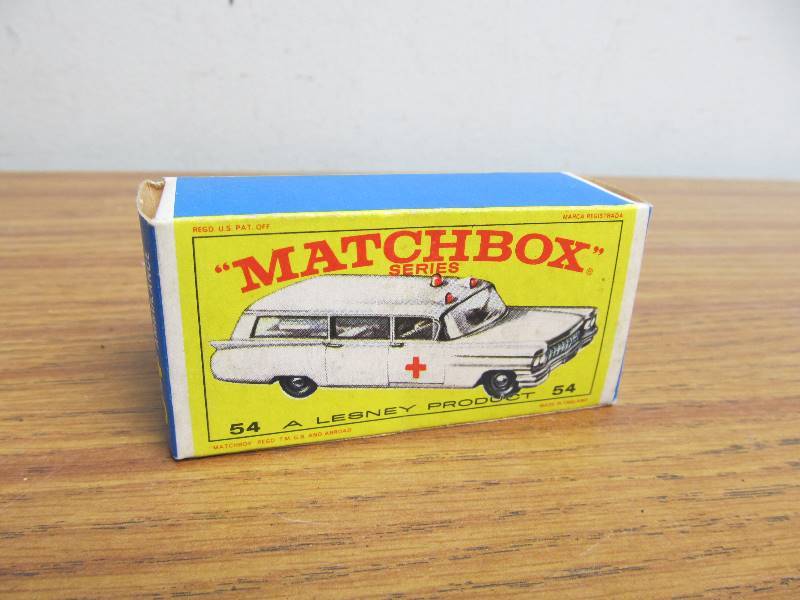 REGD U.S. PAT. OFF
MARCA REGISTRADA
"MATCHBOX"®
SERIES
54 A LESNEY PRODUCT 54
MADE IN ENGLAND
MATCHBOX REGD T.M. G.B. AND ABROAD